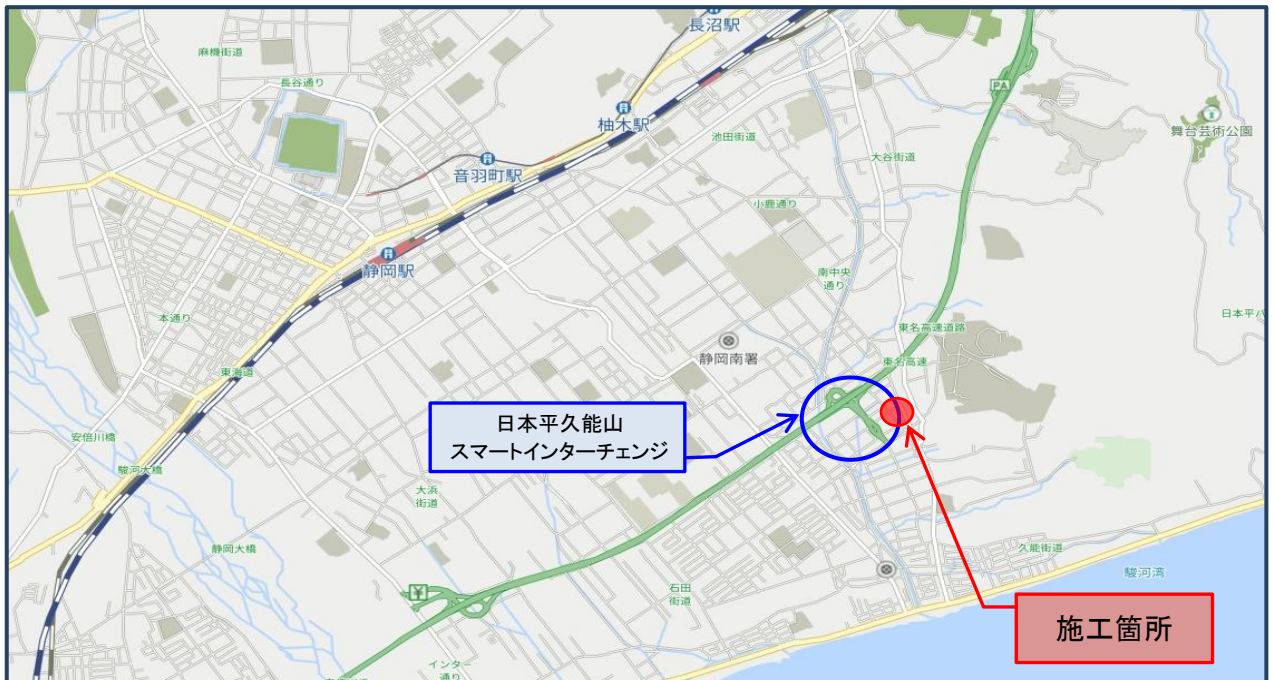 長沼駅
麻機街道
長谷通り
PA
柚木駅
池田街道
舞台芸術公園
大谷街道
音羽町駅
小鹿通り
静岡駅
南中央
通り
本通り
日本平パ
東名高速道路
静岡南署
東名高速
東海道
日本平久能山
スマートインターチェンジ
安倍川橋
駿河大橋
大浜
街道
静岡大橋
久能街道
駿河湾
石田
街道
施工箇所
インター
通り